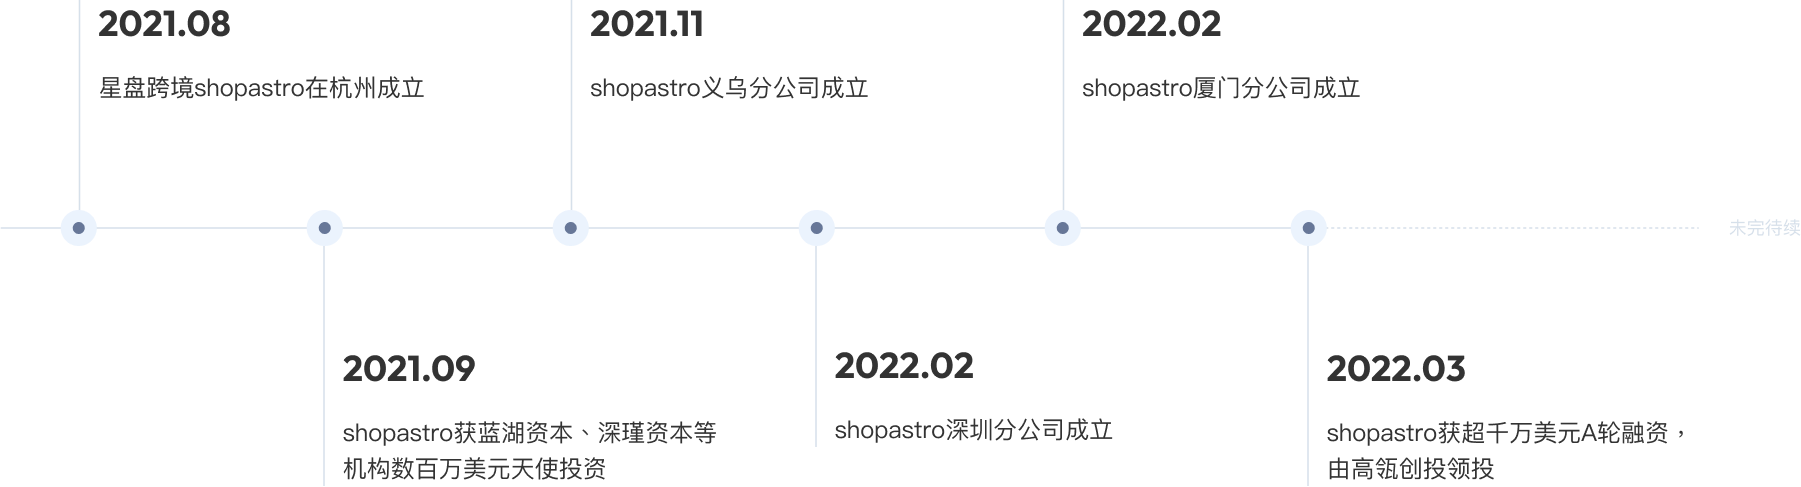 2021.08
星盘跨境shopastro在杭州成立
2021.11
shopastro义乌分公司成立
2022.02
shopastro厦门分公司成立
未完待续
2021.09
shopastro获蓝湖资本、深瑾资本等
机构数百万美元天使投资
2022.02
shopastro深圳分公司成立
2022.03
shopastro获超千万美元A轮融资，
由高瓴创投领投